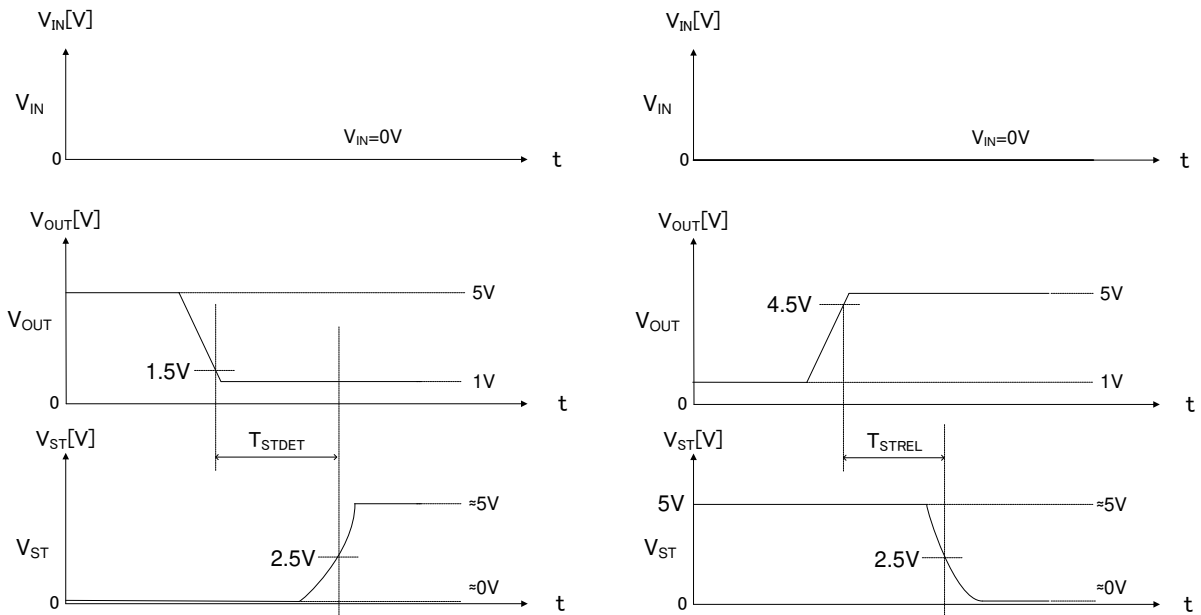 V_IN[V]
V_IN
V_IN=0V
0
t
V_OUT[V]
5V
V_OUT
1.5V
1V
0
t
V_ST[V]
T_STDET
≈5V
V_ST
2.5V
≈0V
0
t
V_IN[V]
V_IN
V_IN=0V
0
t
V_OUT[V]
4.5V
5V
V_OUT
1V
0
t
V_ST[V]
T_STREL
5V
≈5V
V_ST
2.5V
≈0V
0
t